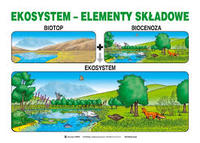 EKOSYSTEM – ELEMENTY SKŁADOWE
BIOTOP
BIOCENOZA
+
EKOSYSTEM